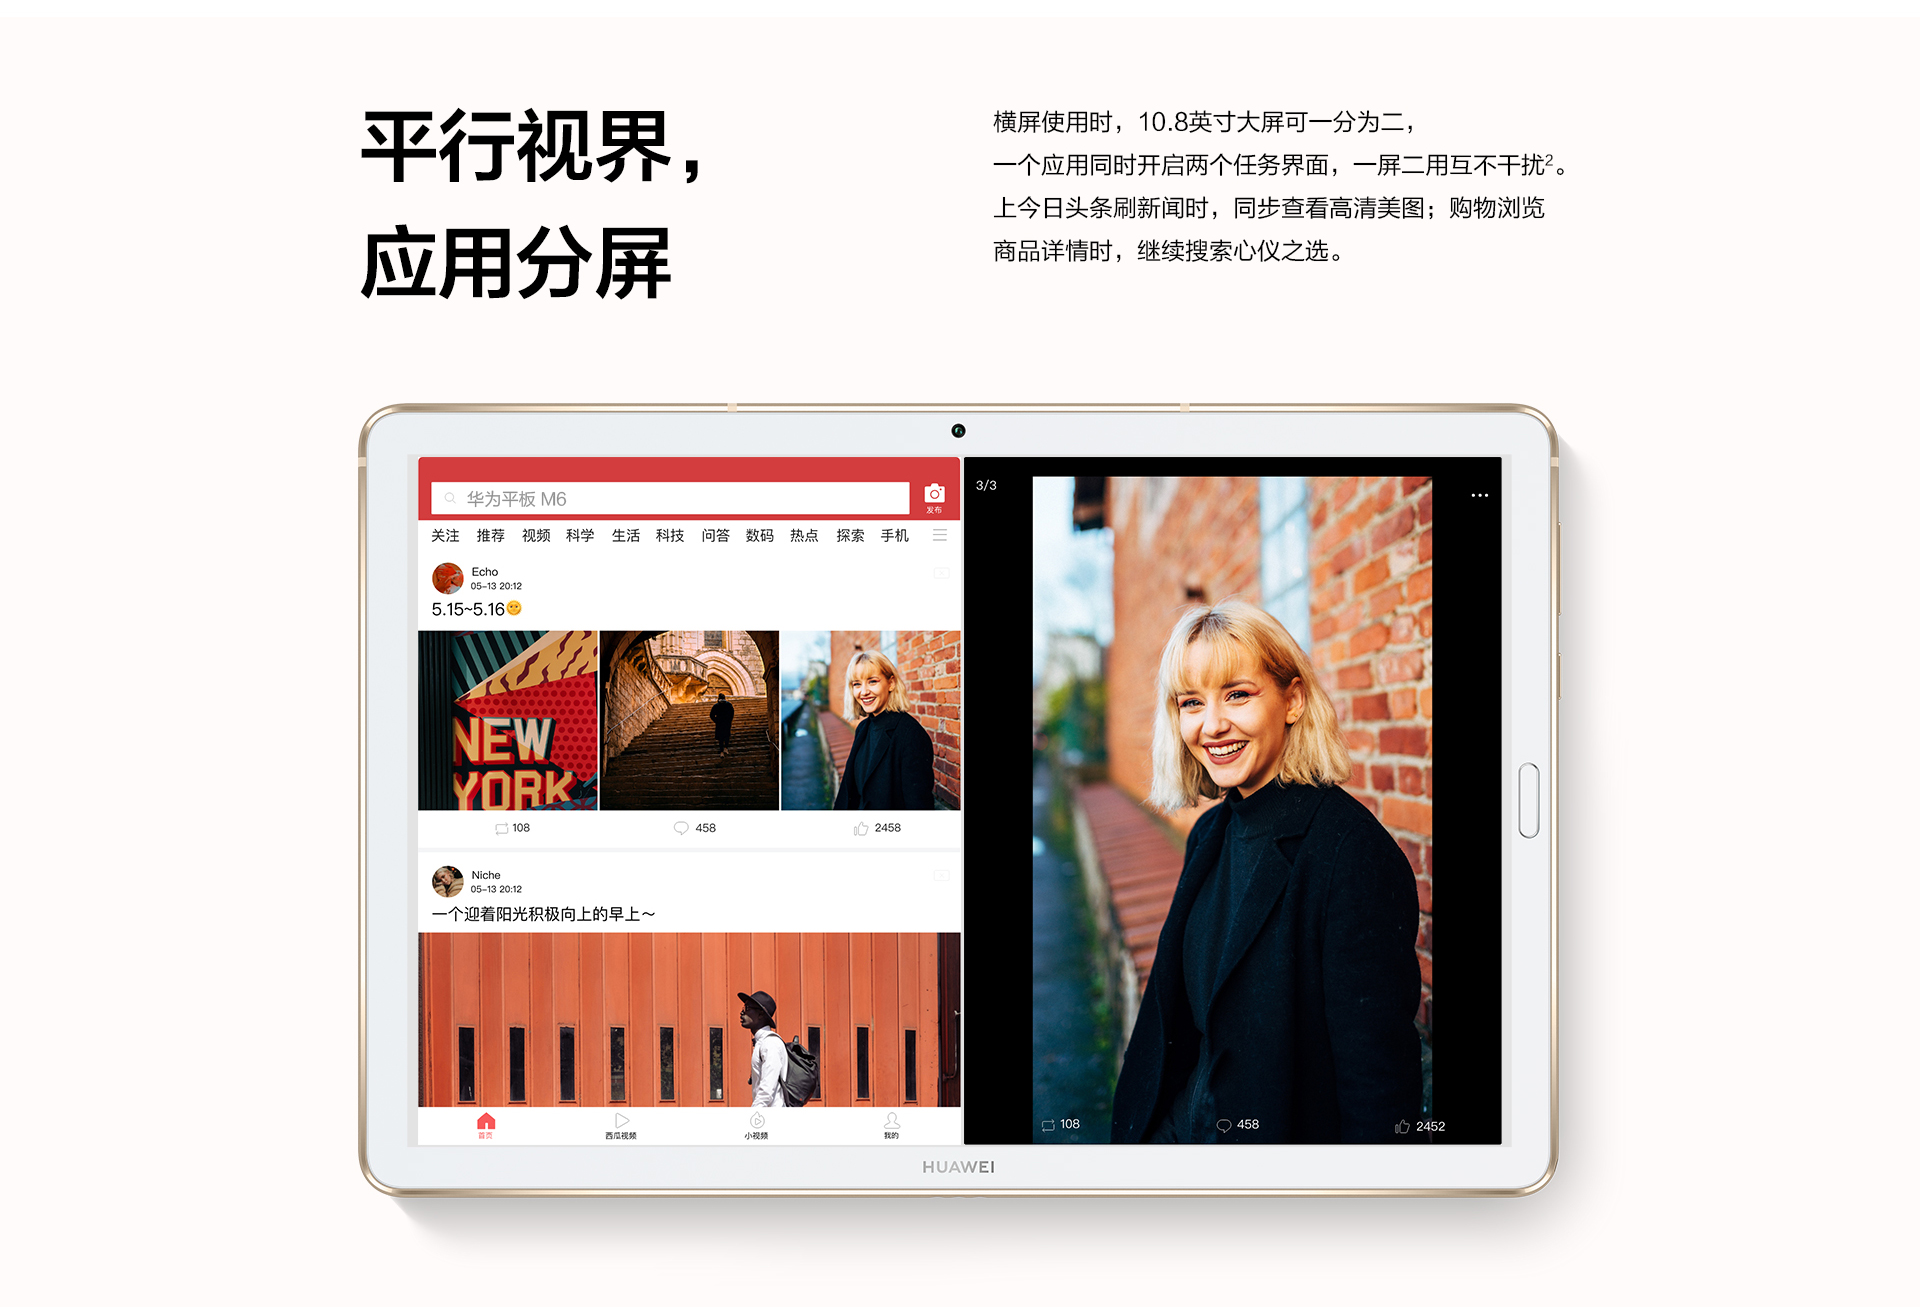 平行视界，
应用分屏
横屏使用时，10.8英寸大屏可一分为二，
一个应用同时开启两个任务界面，一屏二用互不干扰²。
上今日头条刷新闻时，同步查看高清美图；购物浏览
商品详情时，继续搜索心仪之选。
华为平板 M6
发布
关注 推荐 视频 科学 生活 科技 问答 数码 热点 探索 手机
Echo
05-13 20:12
5.15~5.16
NEW
YORK
108 458 2458
Niche
05-13 20:12
一个迎着阳光积极向上的早上～
首页 西瓜视频 小视频 我的
3/3
108 458 2452
HUAWEI